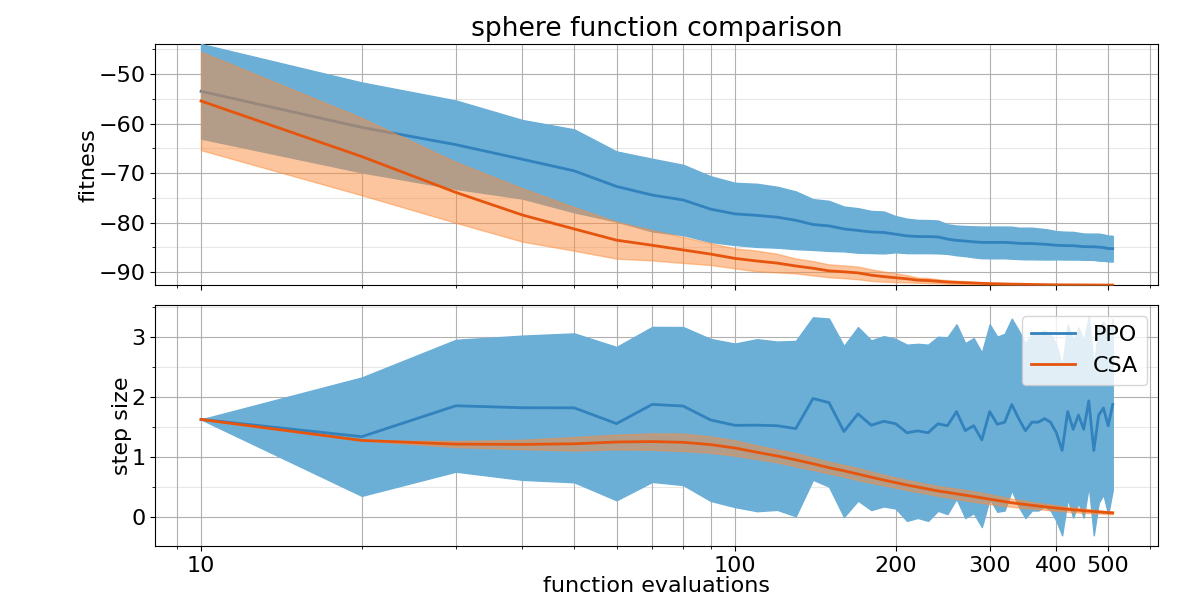 sphere function comparison
fitness
−50
−60
−70
−80
−90
step size
3
2
1
0
PPO
CSA
10
100
200
300
400
500
function evaluations